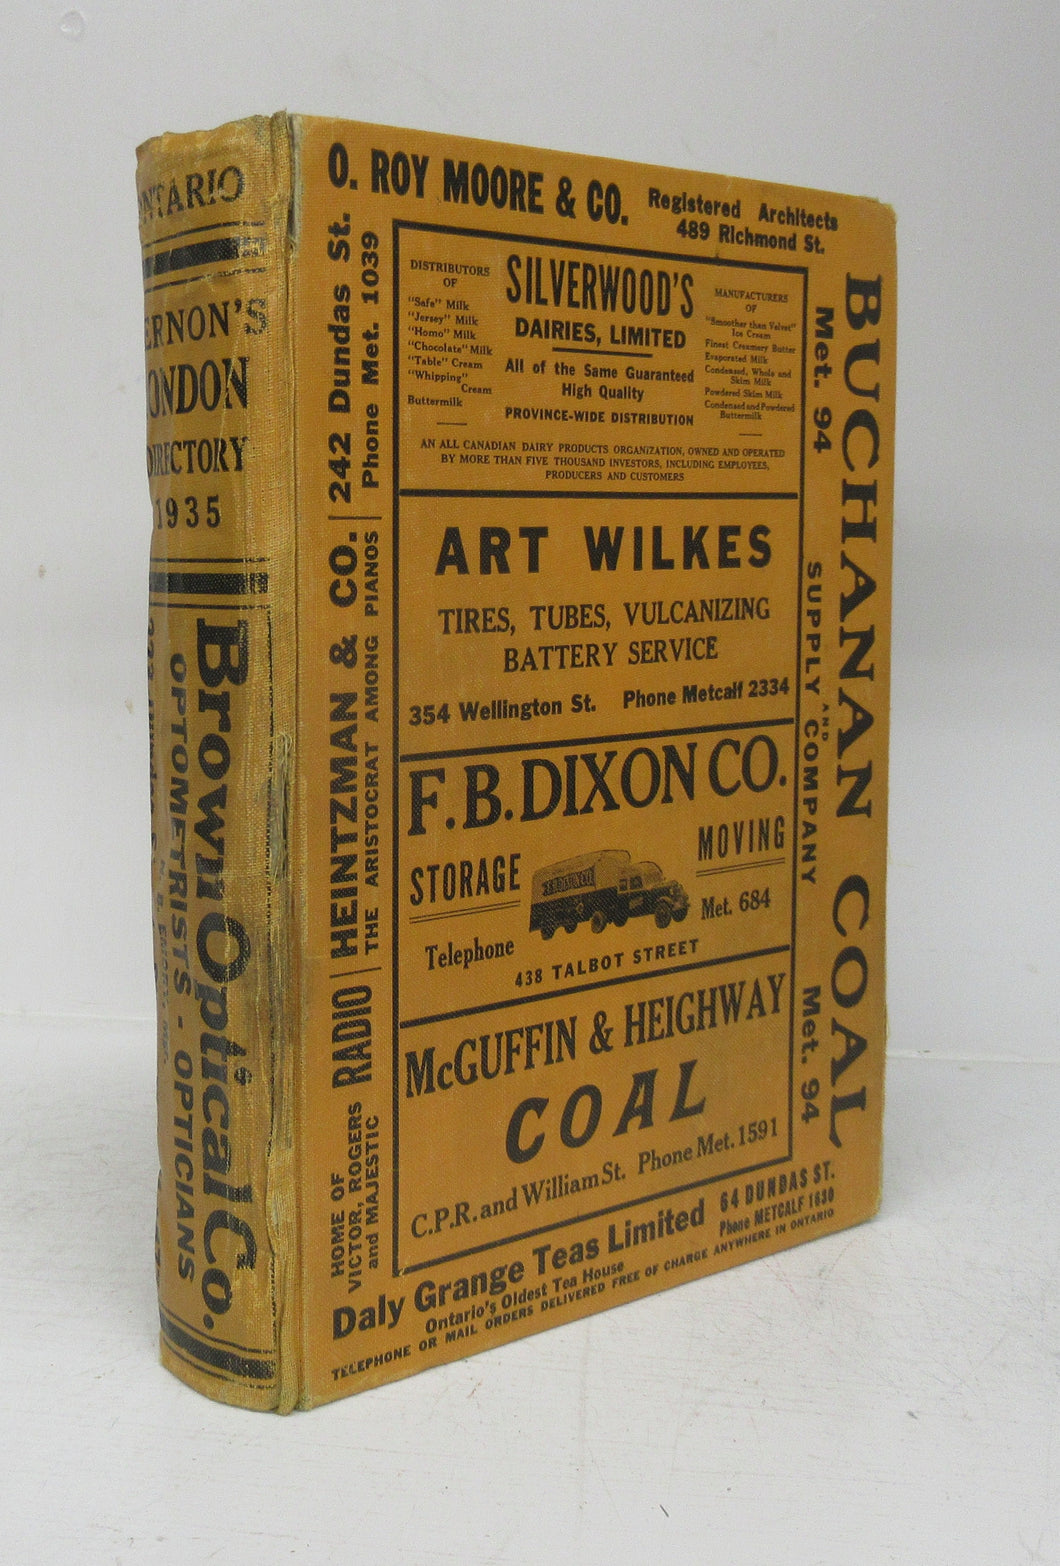 ONTARIO
VERNON'S
LONDON
DIRECTORY
1935
Brown Optical Co.
OPTOMETRISTS - OPTICIANS
O. ROY MOORE & CO.
Registered Architects
489 Richmond St.
HOME OF
VICTOR, ROGERS
and MAJESTIC
RADIO
HEINTZMAN & CO.
THE ARISTOCRAT AMONG PIANOS
242 Dundas St.
Phone Met. 1039
DISTRIBUTORS
OF
"Safe" Milk
"Jersey" Milk
"Homo" Milk
"Chocolate" Milk
"Table" Cream
"Whipping"
Cream
Buttermilk
SILVERWOOD'S
DAIRIES, LIMITED
All of the Same Guaranteed
High Quality
PROVINCE-WIDE DISTRIBUTION
MANUFACTURERS
OF
"Smoother than Velvet"
Ice Cream
Finest Creamery Butter
Evaporated Milk
Condensed, Whole and
Skim Milk
Powdered Skim Milk
Condensed and Powdered
Buttermilk
AN ALL CANADIAN DAIRY PRODUCTS ORGANIZATION, OWNED AND OPERATED
BY MORE THAN FIVE THOUSAND INVESTORS, INCLUDING EMPLOYEES,
PRODUCERS AND CUSTOMERS
ART WILKES
TIRES, TUBES, VULCANIZING
BATTERY SERVICE
354 Wellington St. Phone Metcalf 2334
F. B. DIXON CO.
STORAGE
MOVING
Telephone
Met. 684
438 TALBOT STREET
McGUFFIN & HEIGHWAY
COAL
C.P.R. and William St. Phone Met. 1591
BUCHANAN COAL
Met. 94
SUPPLY AND COMPANY
Met. 94
Daly Grange Teas Limited
64 DUNDAS ST.
Phone METCALF 1630
Ontario's Oldest Tea House
TELEPHONE OR MAIL ORDERS DELIVERED FREE OF CHARGE ANYWHERE IN ONTARIO